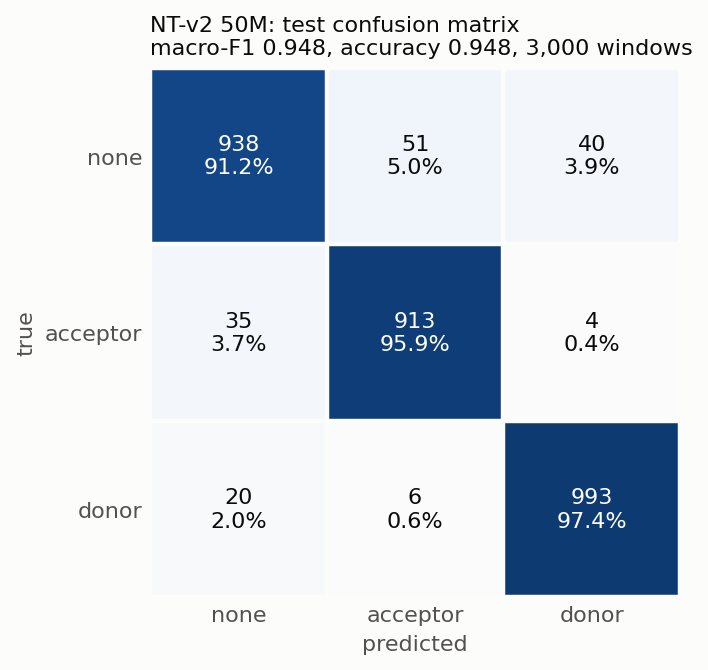 NT-v2 50M: test confusion matrix
macro-F1 0.948, accuracy 0.948, 3,000 windows
none
938
91.2%
51
5.0%
40
3.9%
true
acceptor
35
3.7%
913
95.9%
4
0.4%
donor
20
2.0%
6
0.6%
993
97.4%
none
acceptor
donor
predicted